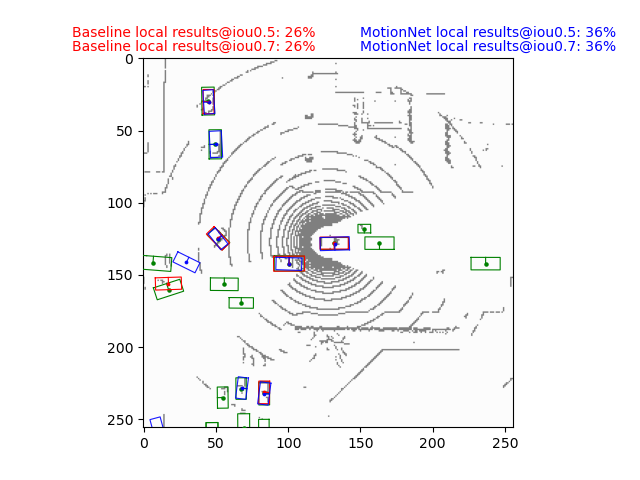 Baseline local results@iou0.5: 26% MotionNet local results@iou0.5: 36%
Baseline local results@iou0.7: 26% MotionNet local results@iou0.7: 36%
0
50
100
150
200
250
0 50 100 150 200 250